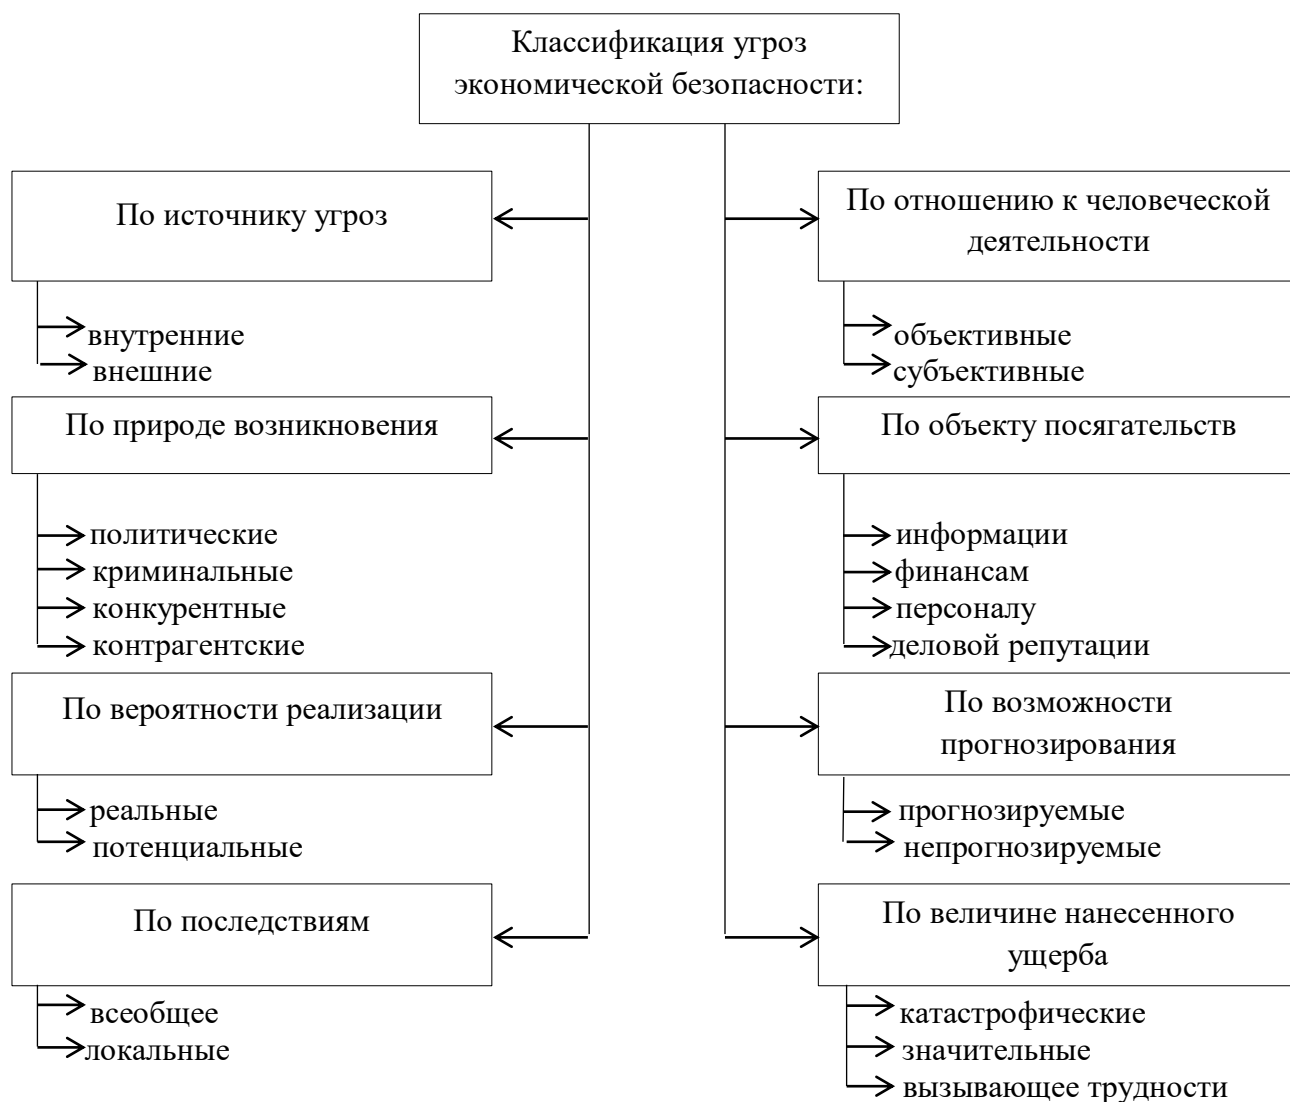 Классификация угроз
экономической безопасности:
По источнику угроз
внутренние
внешние
По природе возникновения
политические
криминальные
конкурентные
контрагентские
По вероятности реализации
реальные
потенциальные
По последствиям
всеобщее
локальные
По отношению к человеческой
деятельности
объективные
субъективные
По объекту посягательств
информации
финансам
персоналу
деловой репутации
По возможности
прогнозирования
прогнозируемые
непрогнозируемые
По величине нанесенного
ущерба
катастрофические
значительные
вызывающее трудности